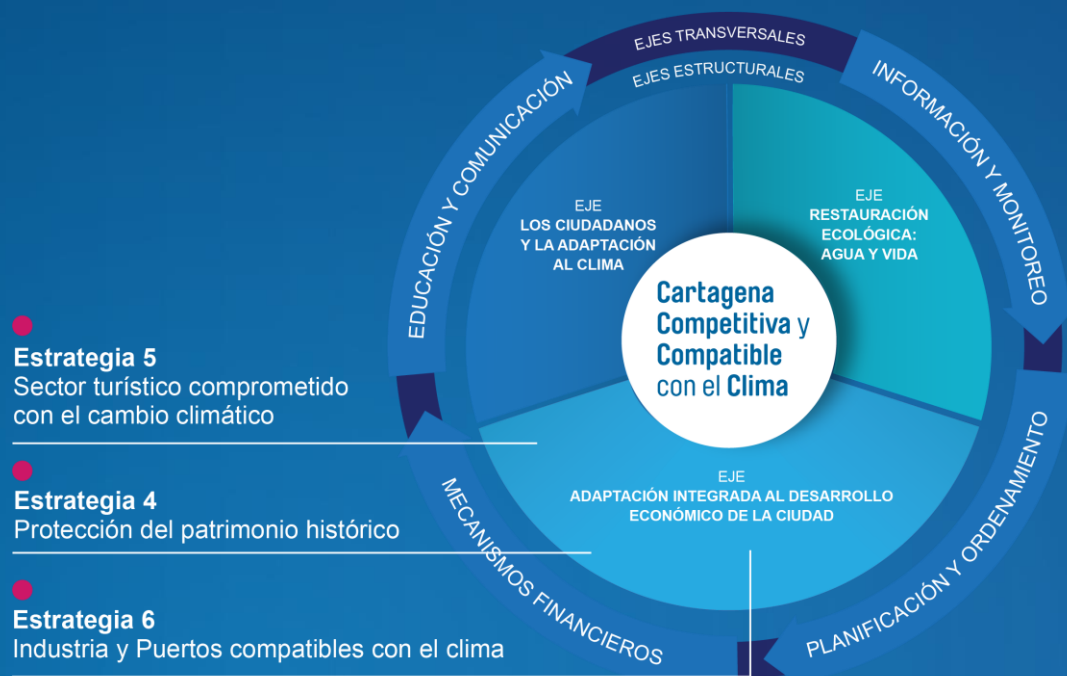 EJES TRANSVERSALES
EJES ESTRUCTURALES
EDUCACIÓN Y COMUNICACIÓN
INFORMACIÓN Y MONITOREO
EJE
LOS CIUDADANOS
Y LA ADAPTACIÓN
AL CLIMA
EJE
RESTAURACIÓN
ECOLÓGICA:
AGUA Y VIDA
Cartagena
Competitiva y
Compatible
con el Clima
Estrategia 5
Sector turístico comprometido
con el cambio climático
EJE
ADAPTACIÓN INTEGRADA AL DESARROLLO
ECONÓMICO DE LA CIUDAD
Estrategia 4
Protección del patrimonio histórico
MECANISMOS FINANCIEROS
PLANIFICACIÓN Y ORDENAMIENTO
Estrategia 6
Industria y Puertos compatibles con el clima